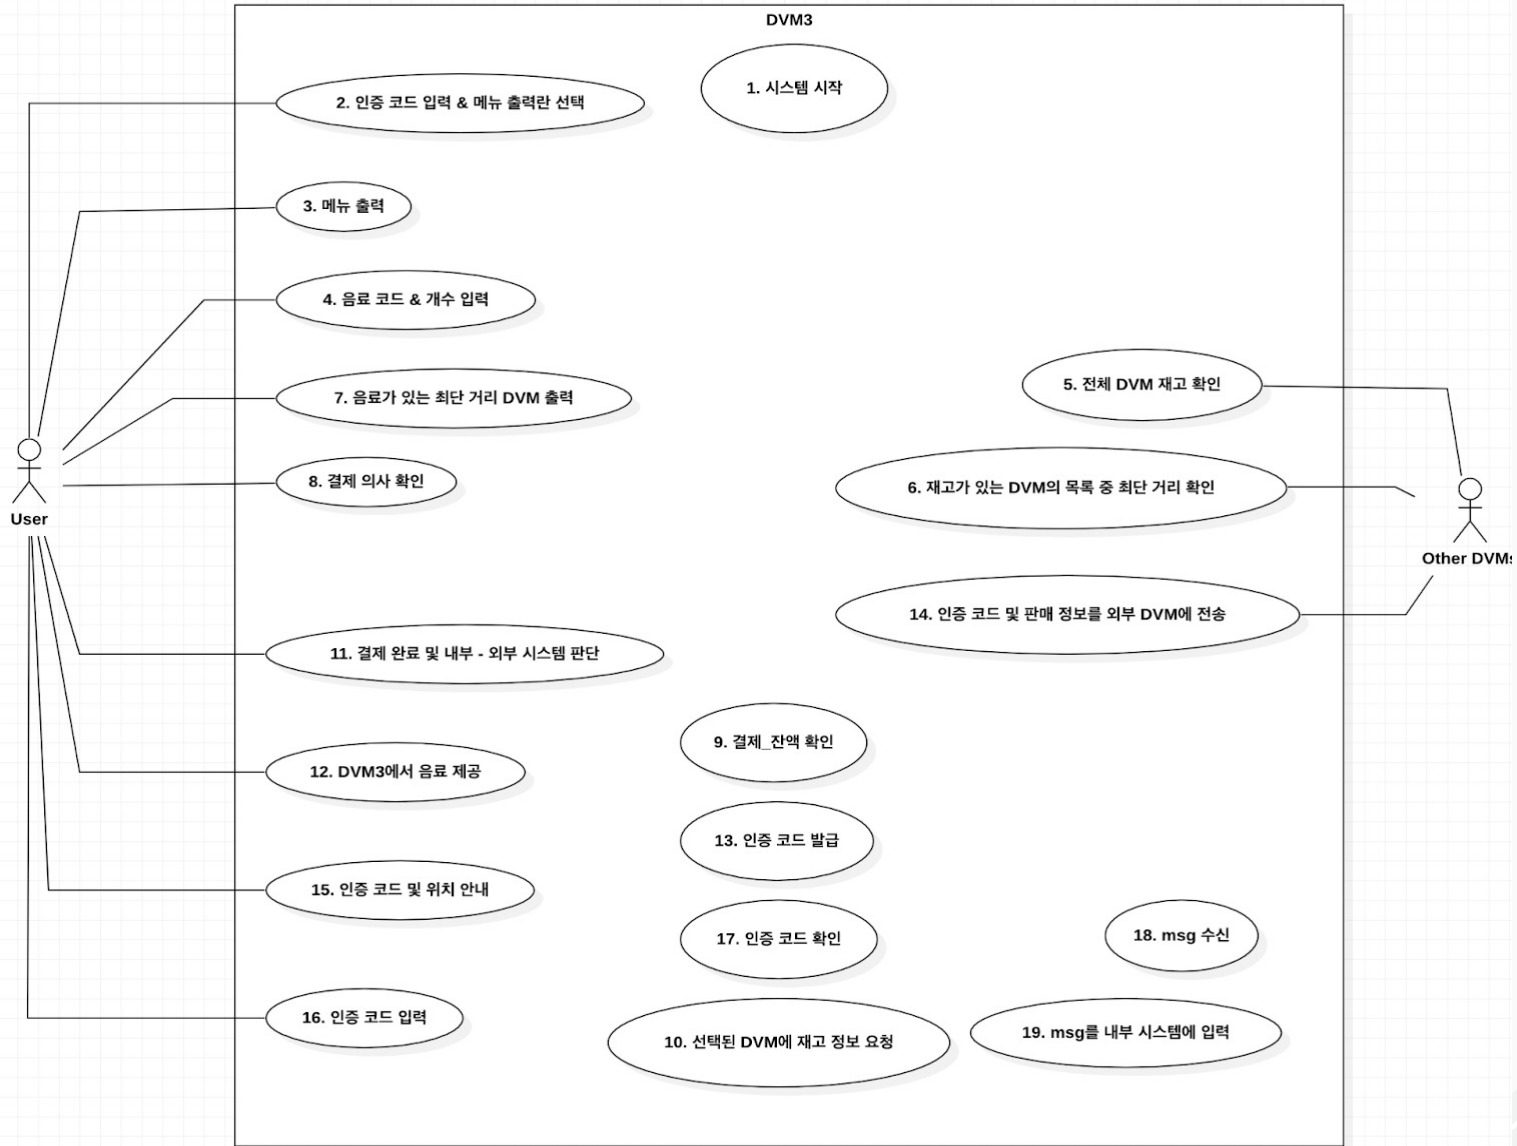 DVM3
1. 시스템 시작
2. 인증 코드 입력 & 메뉴 출력란 선택
3. 메뉴 출력
4. 음료 코드 & 개수 입력
5. 전체 DVM 재고 확인
7. 음료가 있는 최단 거리 DVM 출력
8. 결제 의사 확인
6. 재고가 있는 DVM의 목록 중 최단 거리 확인
User
Other DVMs
14. 인증 코드 및 판매 정보를 외부 DVM에 전송
11. 결제 완료 및 내부 - 외부 시스템 판단
9. 결제_잔액 확인
12. DVM3에서 음료 제공
13. 인증 코드 발급
15. 인증 코드 및 위치 안내
17. 인증 코드 확인
18. msg 수신
16. 인증 코드 입력
10. 선택된 DVM에 재고 정보 요청
19. msg를 내부 시스템에 입력